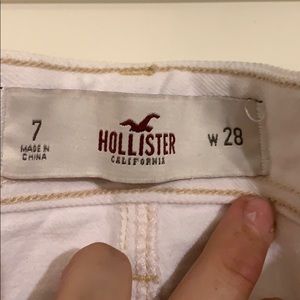 7
MADE IN
CHINA
HOLLISTER
CALIFORNIA
W 28